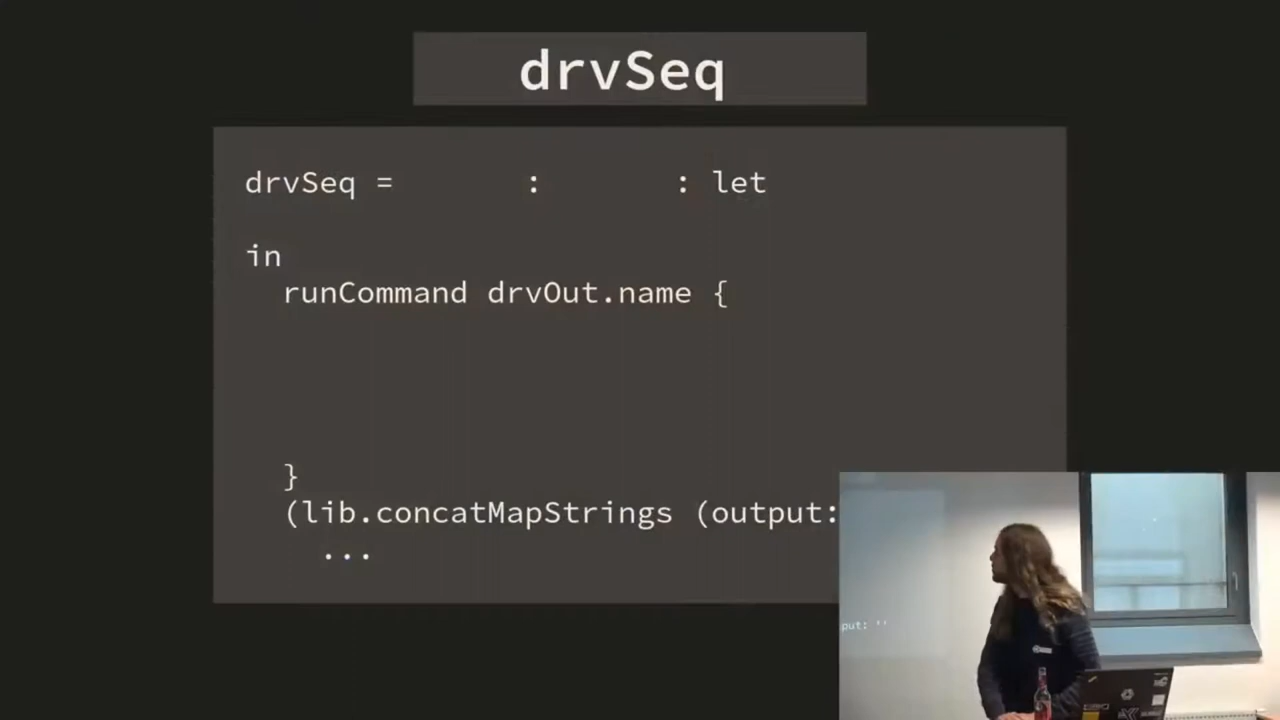 drvSeq
drvSeq = : : let
in
runCommand drvOut.name {
}
(lib.concatMapStrings (output:
...
put: ''